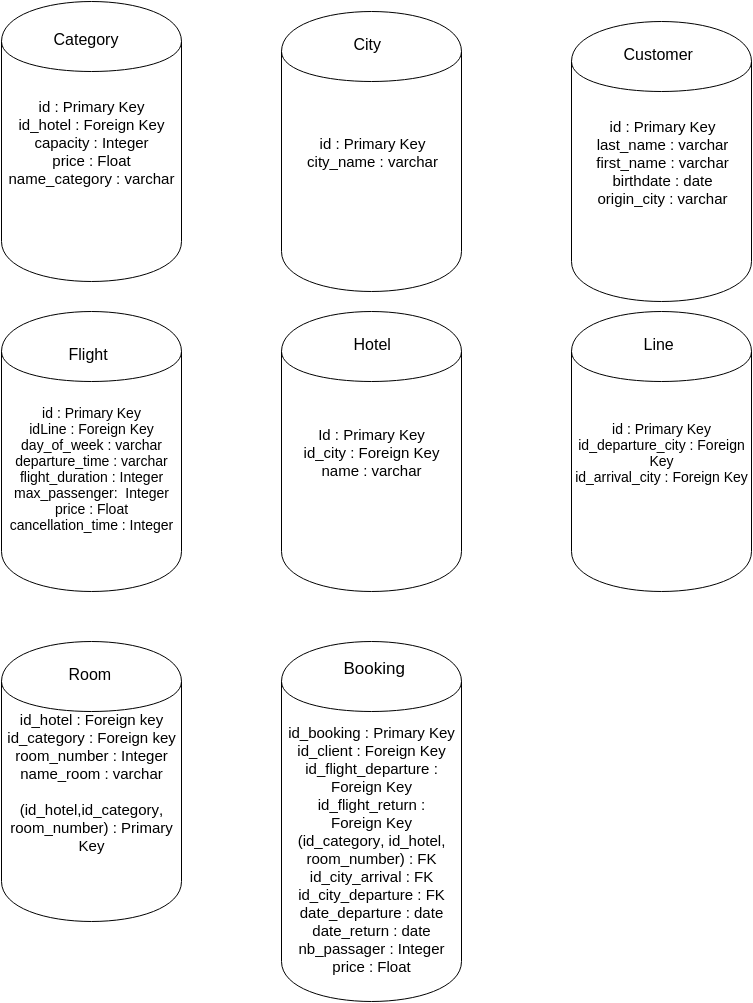 Category
id : Primary Key
id_hotel : Foreign Key
capacity : Integer
price : Float
name_category : varchar
City
id : Primary Key
city_name : varchar
Customer
id : Primary Key
last_name : varchar
first_name : varchar
birthdate : date
origin_city : varchar
Flight
id : Primary Key
idLine : Foreign Key
day_of_week : varchar
departure_time : varchar
flight_duration : Integer
max_passenger:  Integer
price : Float
cancellation_time : Integer
Hotel
Id : Primary Key
id_city : Foreign Key
name : varchar
Line
id : Primary Key
id_departure_city : Foreign
Key
id_arrival_city : Foreign Key
Room
id_hotel : Foreign key
id_category : Foreign key
room_number : Integer
name_room : varchar
(id_hotel,id_category,
room_number) : Primary
Key
Booking
id_booking : Primary Key
id_client : Foreign Key
id_flight_departure :
Foreign Key
id_flight_return :
Foreign Key
(id_category, id_hotel,
room_number) : FK
id_city_arrival : FK
id_city_departure : FK
date_departure : date
date_return : date
nb_passager : Integer
price : Float